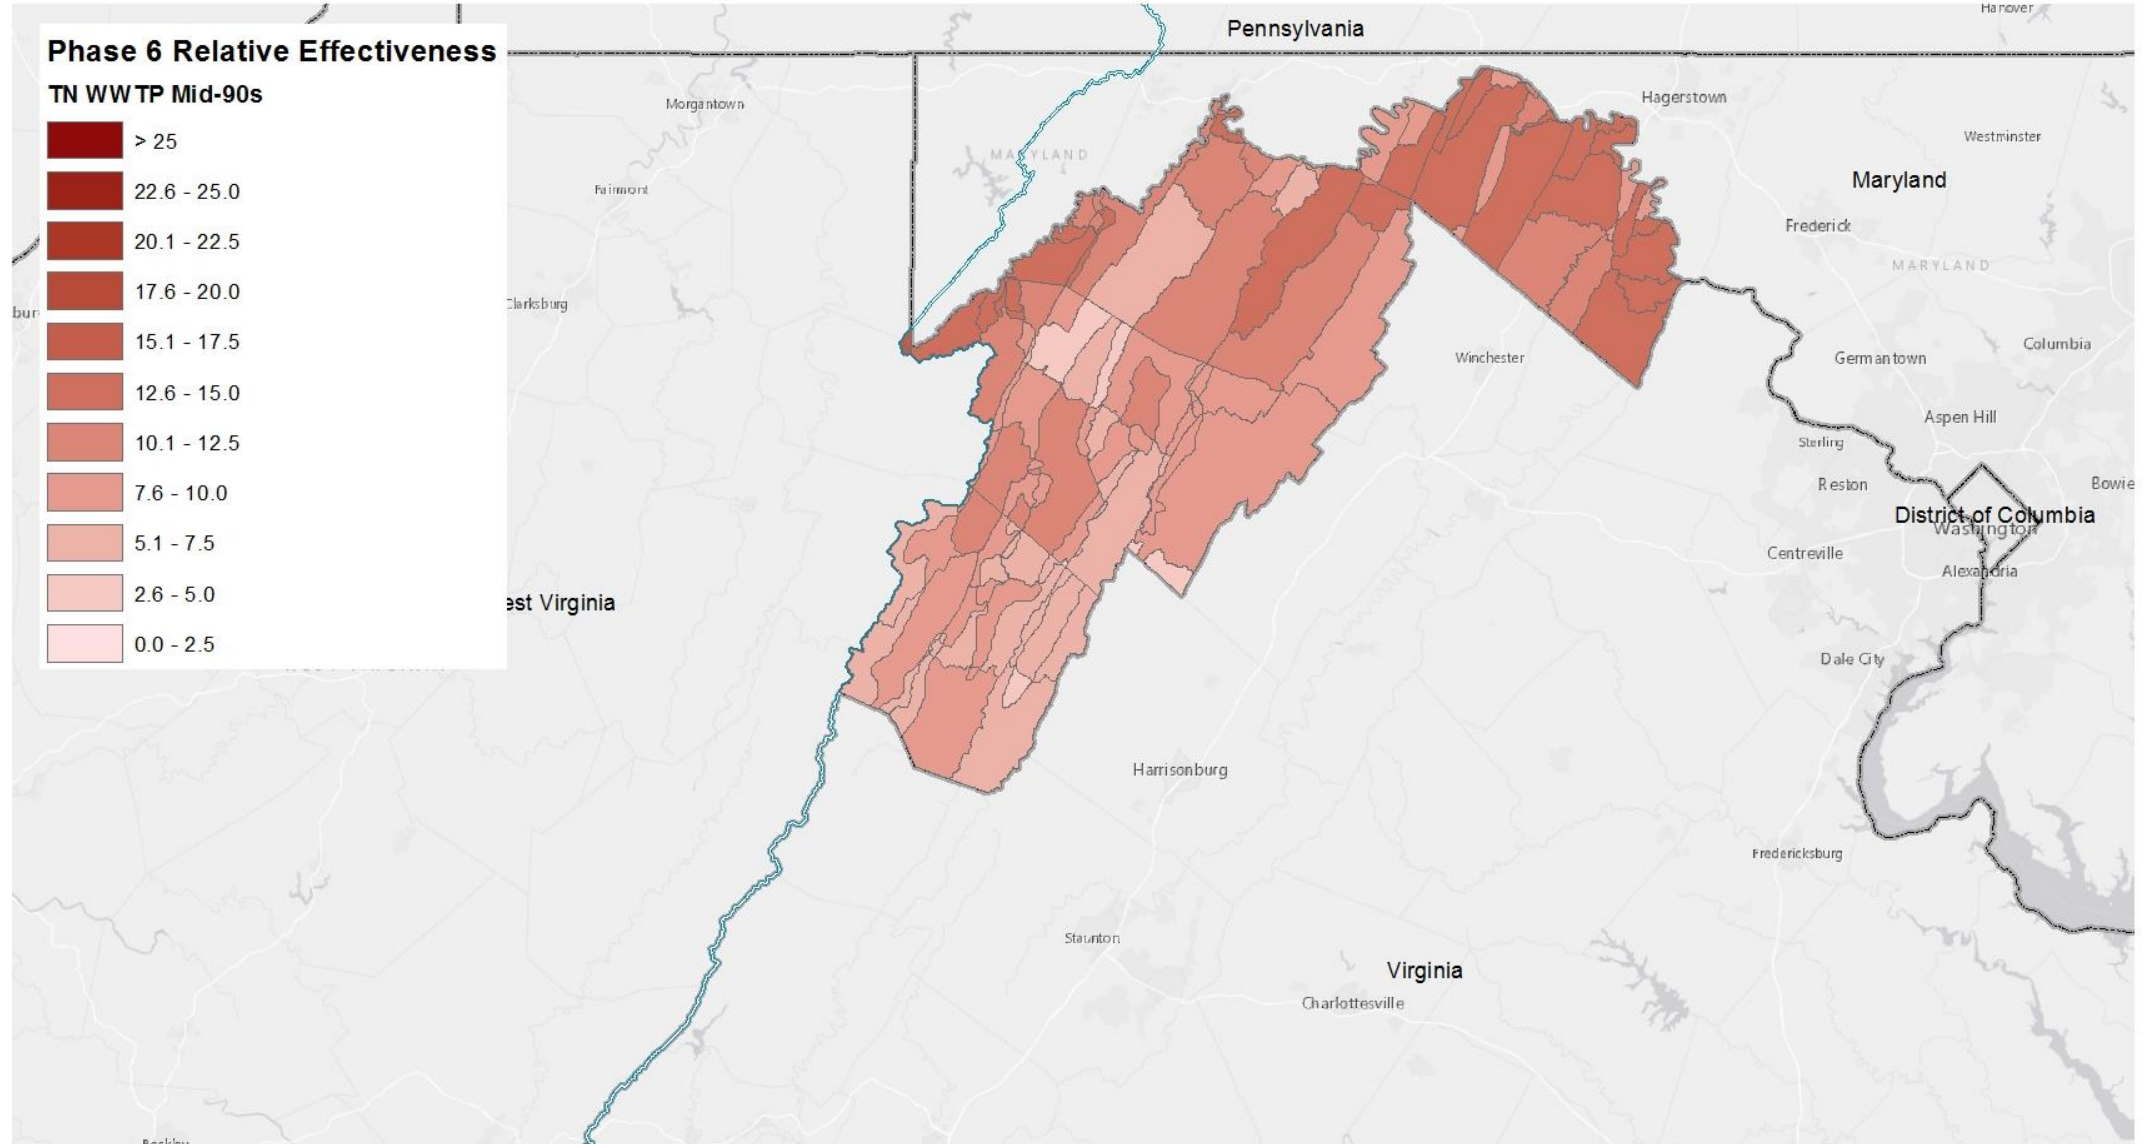 Phase 6 Relative Effectiveness
TN WWTP Mid-90s
> 25
22.6 - 25.0
20.1 - 22.5
17.6 - 20.0
15.1 - 17.5
12.6 - 15.0
10.1 - 12.5
7.6 - 10.0
5.1 - 7.5
2.6 - 5.0
0.0 - 2.5
Pennsylvania
Hanover
Morgantown
Hagerstown
Westminster
MARYLAND
Fairmont
Maryland
Frederick
MARYLAND
Clarksburg
bur
Winchester
Germantown
Columbia
Aspen Hill
Sterling
Reston
Bowie
District of Columbia
Washington
Centreville
Alexandria
est Virginia
Dale City
Harrisonburg
Fredericksburg
Staunton
Virginia
Charlottesville